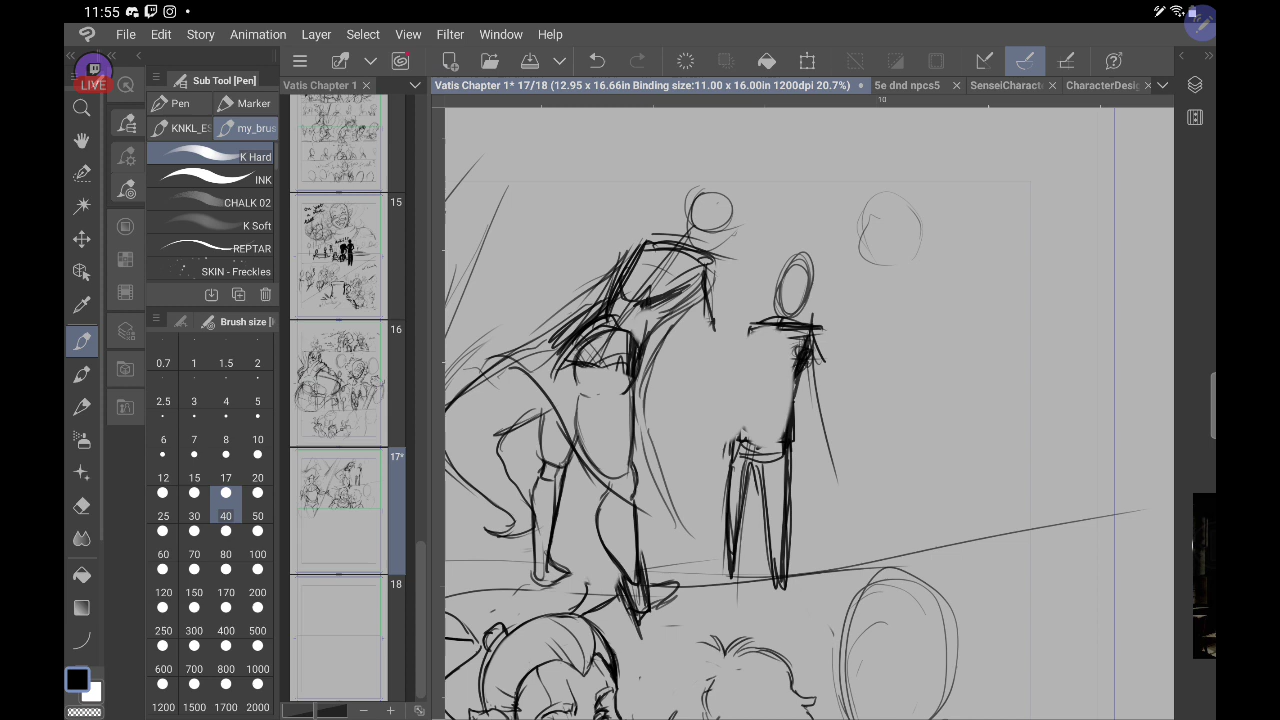 11:55
File Edit Story Animation Layer Select View Filter Window Help
LIVE
Sub Tool [Pen]
Pen Marker
KNKL_ES my_brus
K Hard
INK
CHALK 02
K Soft
REPTAR
SKIN - Freckles
Brush size [
0.7 1 1.5 2
2.5 3 4 5
6 7 8 10
12 15 17 20
25 30 40 50
60 70 80 100
120 150 170 200
250 300 400 500
600 700 800 1000
1200 1500 1700 2000
Vatis Chapter 1
15
16
17*
18
Vatis Chapter 1* 17/18 (12.95 x 16.66in Binding size:11.00 x 16.00in 1200dpi 20.7%)
5e dnd npcs5
SenselCharact
CharacterDesig
10